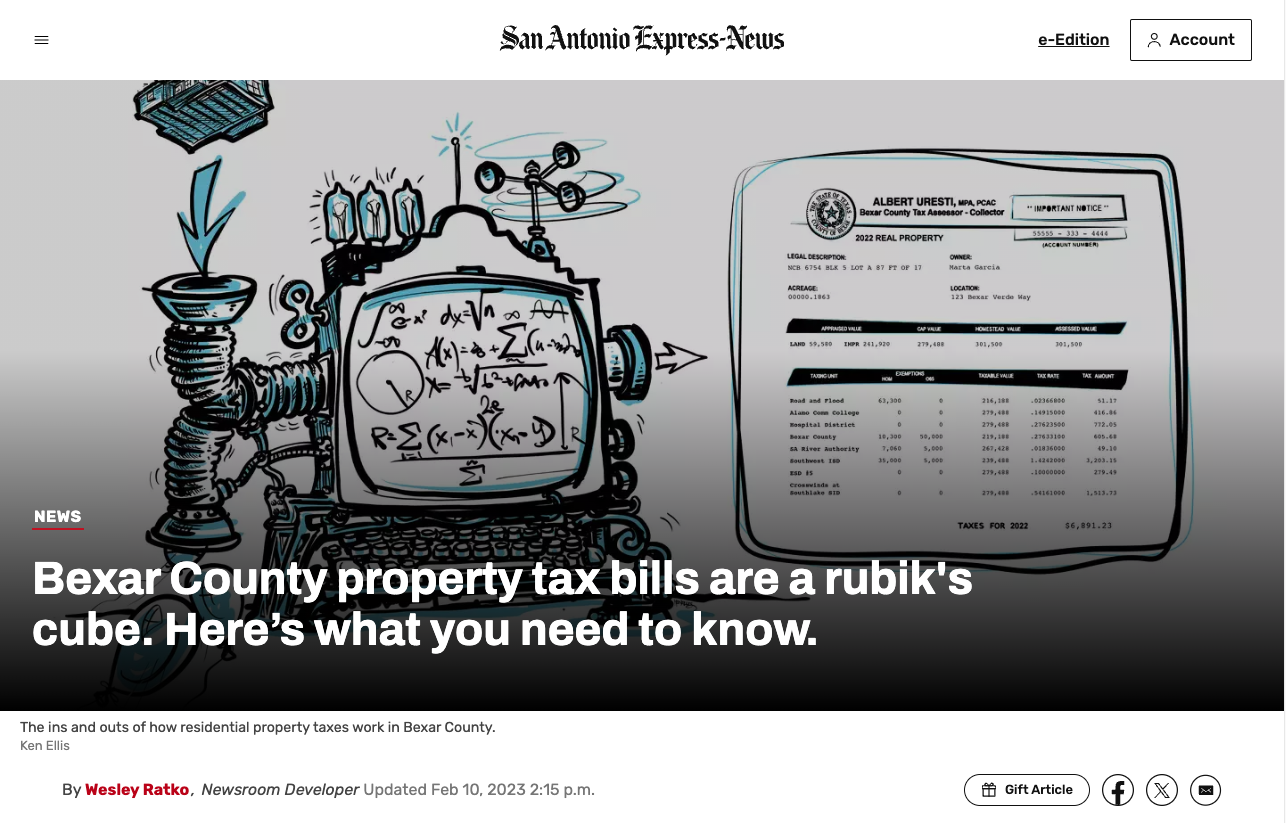 San Antonio Express-News
e-Edition
Account
ALBERT URESTI, MPA, PCAC
Bexar County Tax Assessor - Collector
2022 REAL PROPERTY
** IMPORTANT NOTICE **
55555 - 333 - 4444
(ACCOUNT NUMBER)
LEGAL DESCRIPTION:
NCB 6754 BLK 5 LOT A 87 FT OF 17
OWNER:
Marta Garcia
ACREAGE:
00000.1863
LOCATION:
123 Bexar Verde Way
APPRAISED VALUE CAP VALUE HOMESTEAD VALUE ASSESSED VALUE
LAND 59,580 IMPR 241,920 279,488 301,500 301,500
TAXING UNIT EXEMPTIONS TAXABLE VALUE TAX RATE TAX AMOUNT
HOM OBS
Road and Flood 63,300 0 216,188 .02366800 51.17
Alamo Comm College 0 0 279,488 .14915000 416.86
Hospital District 0 0 279,488 .27623500 772.05
Bexar County 10,300 50,000 219,188 .27633100 605.68
SA River Authority 7,060 5,000 267,428 .01836000 49.10
Southwest ISD 35,000 5,000 239,488 1.4242000 3,203.15
ESD #5 0 0 279,488 .10000000 279.49
Crosswinds at
Southlake HID 0 0 279,488 .54161000 1,513.73
TAXES FOR 2022 $6,891.23
NEWS
Bexar County property tax bills are a rubik's
cube. Here’s what you need to know.
The ins and outs of how residential property taxes work in Bexar County.
Ken Ellis
By Wesley Ratko, Newsroom Developer Updated Feb 10, 2023 2:15 p.m.
Gift Article